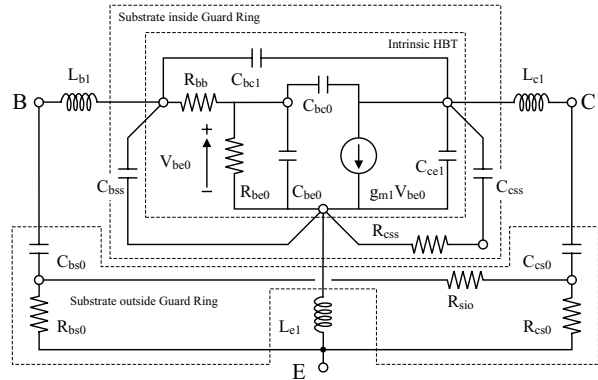 Substrate inside Guard Ring
Intrinsic HBT
L_b1
C_bc1
L_c1
R_bb
C_bc0
B
C
+
V_be0
−
R_be0
C_be0
g_m1V_be0
C_ce1
C_bss
C_css
R_css
C_bs0
C_cs0
R_sio
Substrate outside Guard Ring
R_bs0
L_e1
R_cs0
E